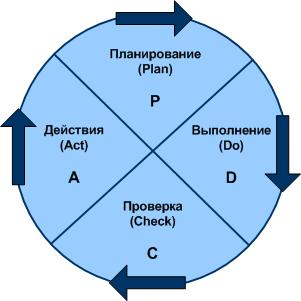 Планирование
(Plan)
P
Выполнение
(Do)
D
Проверка
(Check)
C
Действия
(Act)
A